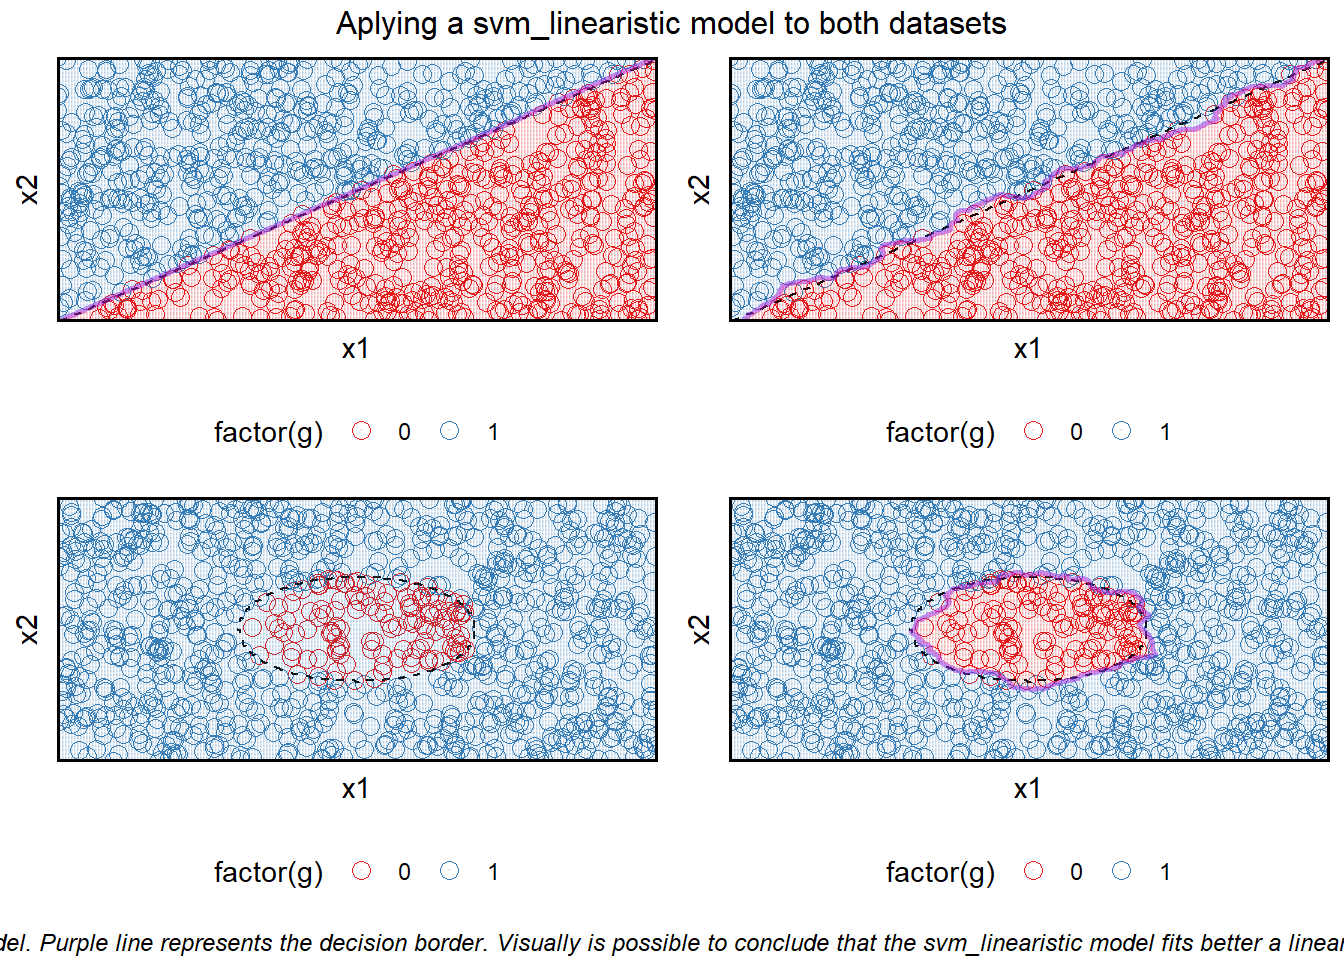 Aplying a svm_linearistic model to both datasets
x2
x1
factor(g) 0 1
x2
x1
factor(g) 0 1
x2
x1
factor(g) 0 1
x2
x1
factor(g) 0 1
del. Purple line represents the decision border. Visually is possible to conclude that the svm_linearistic model fits better a linear